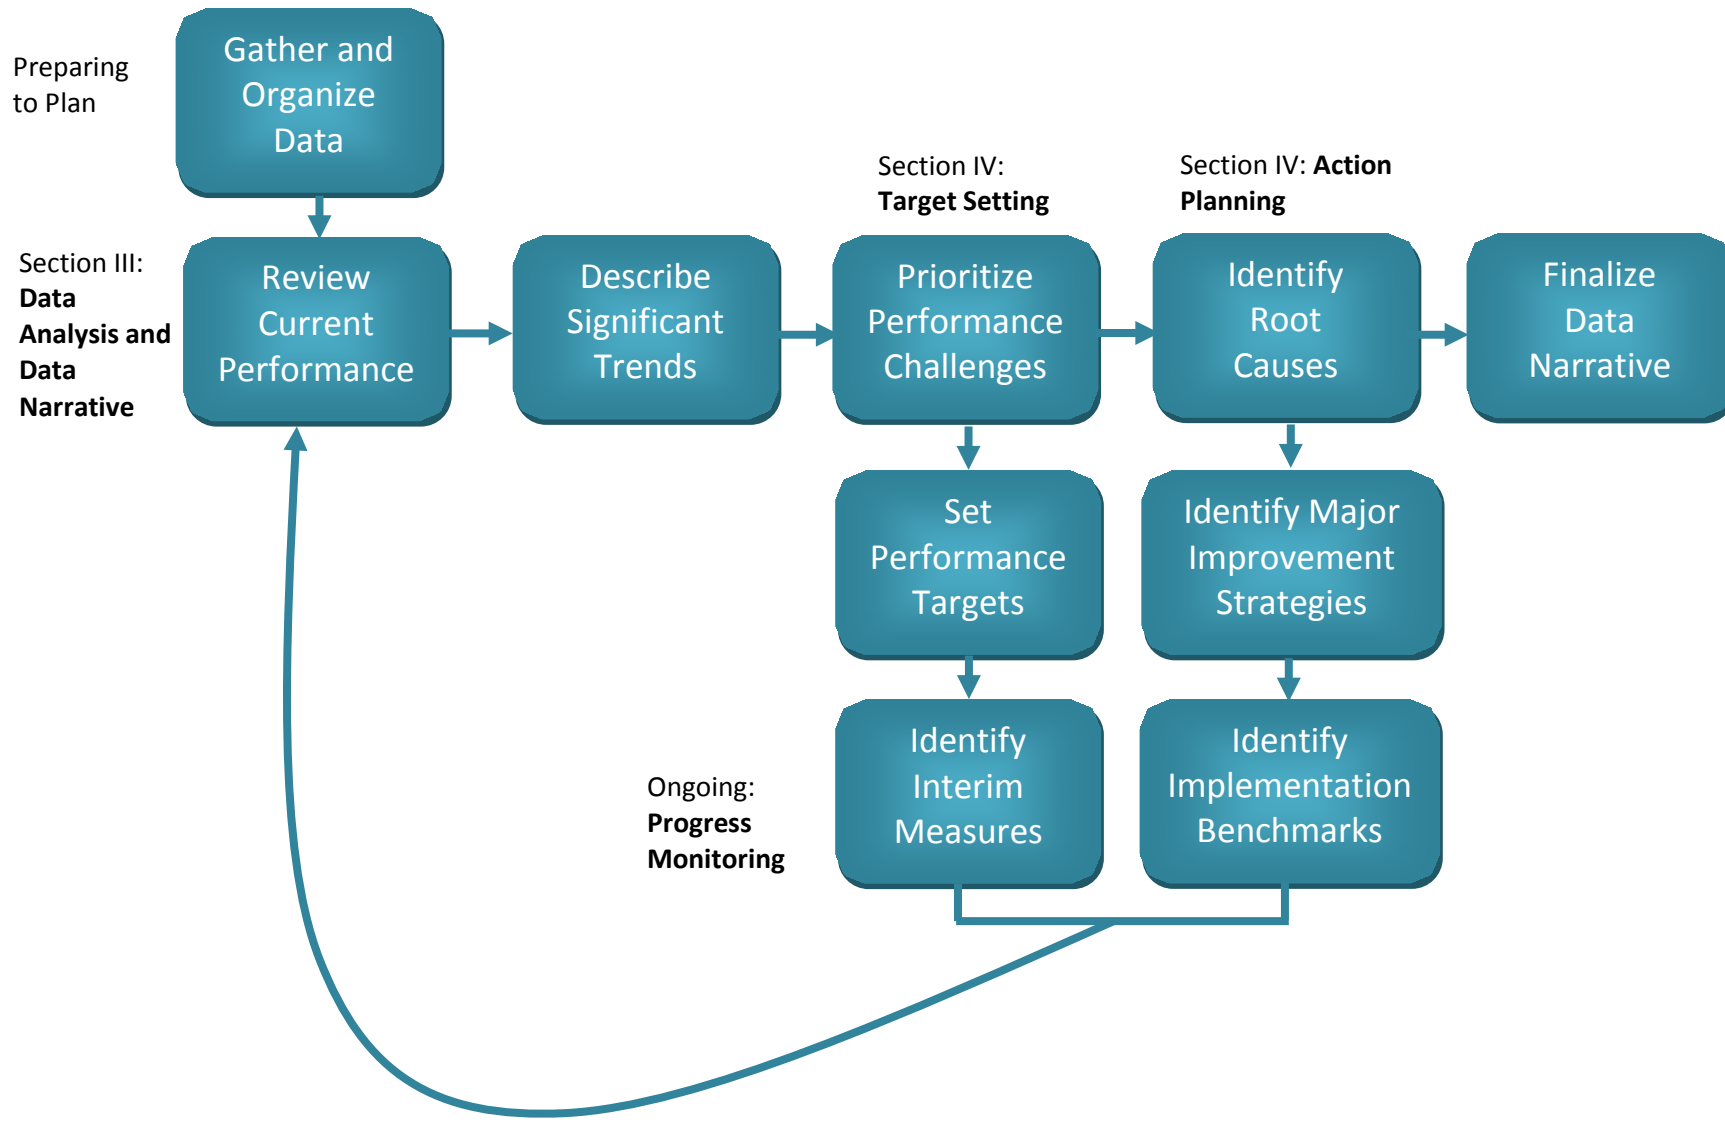 Preparing
to Plan
Gather and
Organize
Data
Section IV:
Target Setting
Section IV: Action
Planning
Section III:
Data
Analysis and
Data
Narrative
Review
Current
Performance
Describe
Significant
Trends
Prioritize
Performance
Challenges
Identify
Root
Causes
Finalize
Data
Narrative
Set
Performance
Targets
Identify Major
Improvement
Strategies
Ongoing:
Progress
Monitoring
Identify
Interim
Measures
Identify
Implementation
Benchmarks